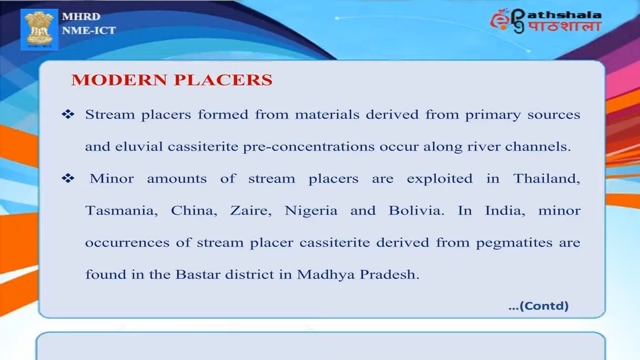 MHRD
NME-ICT
Pathshala
पाठशाला
MODERN PLACERS
❖ Stream placers formed from materials derived from primary sources
and eluvial cassiterite pre-concentrations occur along river channels.
❖ Minor amounts of stream placers are exploited in Thailand,
Tasmania, China, Zaire, Nigeria and Bolivia. In India, minor
occurrences of stream placer cassiterite derived from pegmatites are
found in the Bastar district in Madhya Pradesh.
...(Contd)